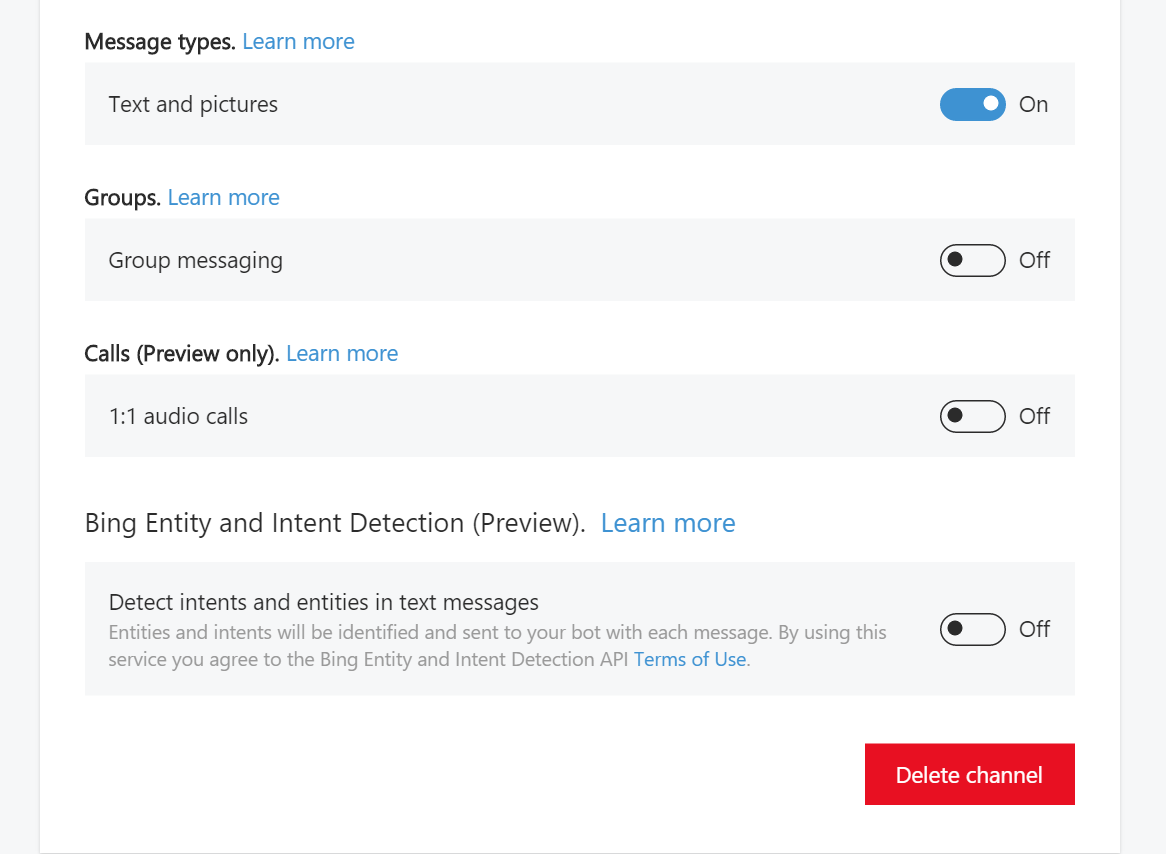 Message types. Learn more
Text and pictures On
Groups. Learn more
Group messaging Off
Calls (Preview only). Learn more
1:1 audio calls Off
Bing Entity and Intent Detection (Preview). Learn more
Detect intents and entities in text messages
Entities and intents will be identified and sent to your bot with each message. By using this Off
service you agree to the Bing Entity and Intent Detection API Terms of Use.
Delete channel